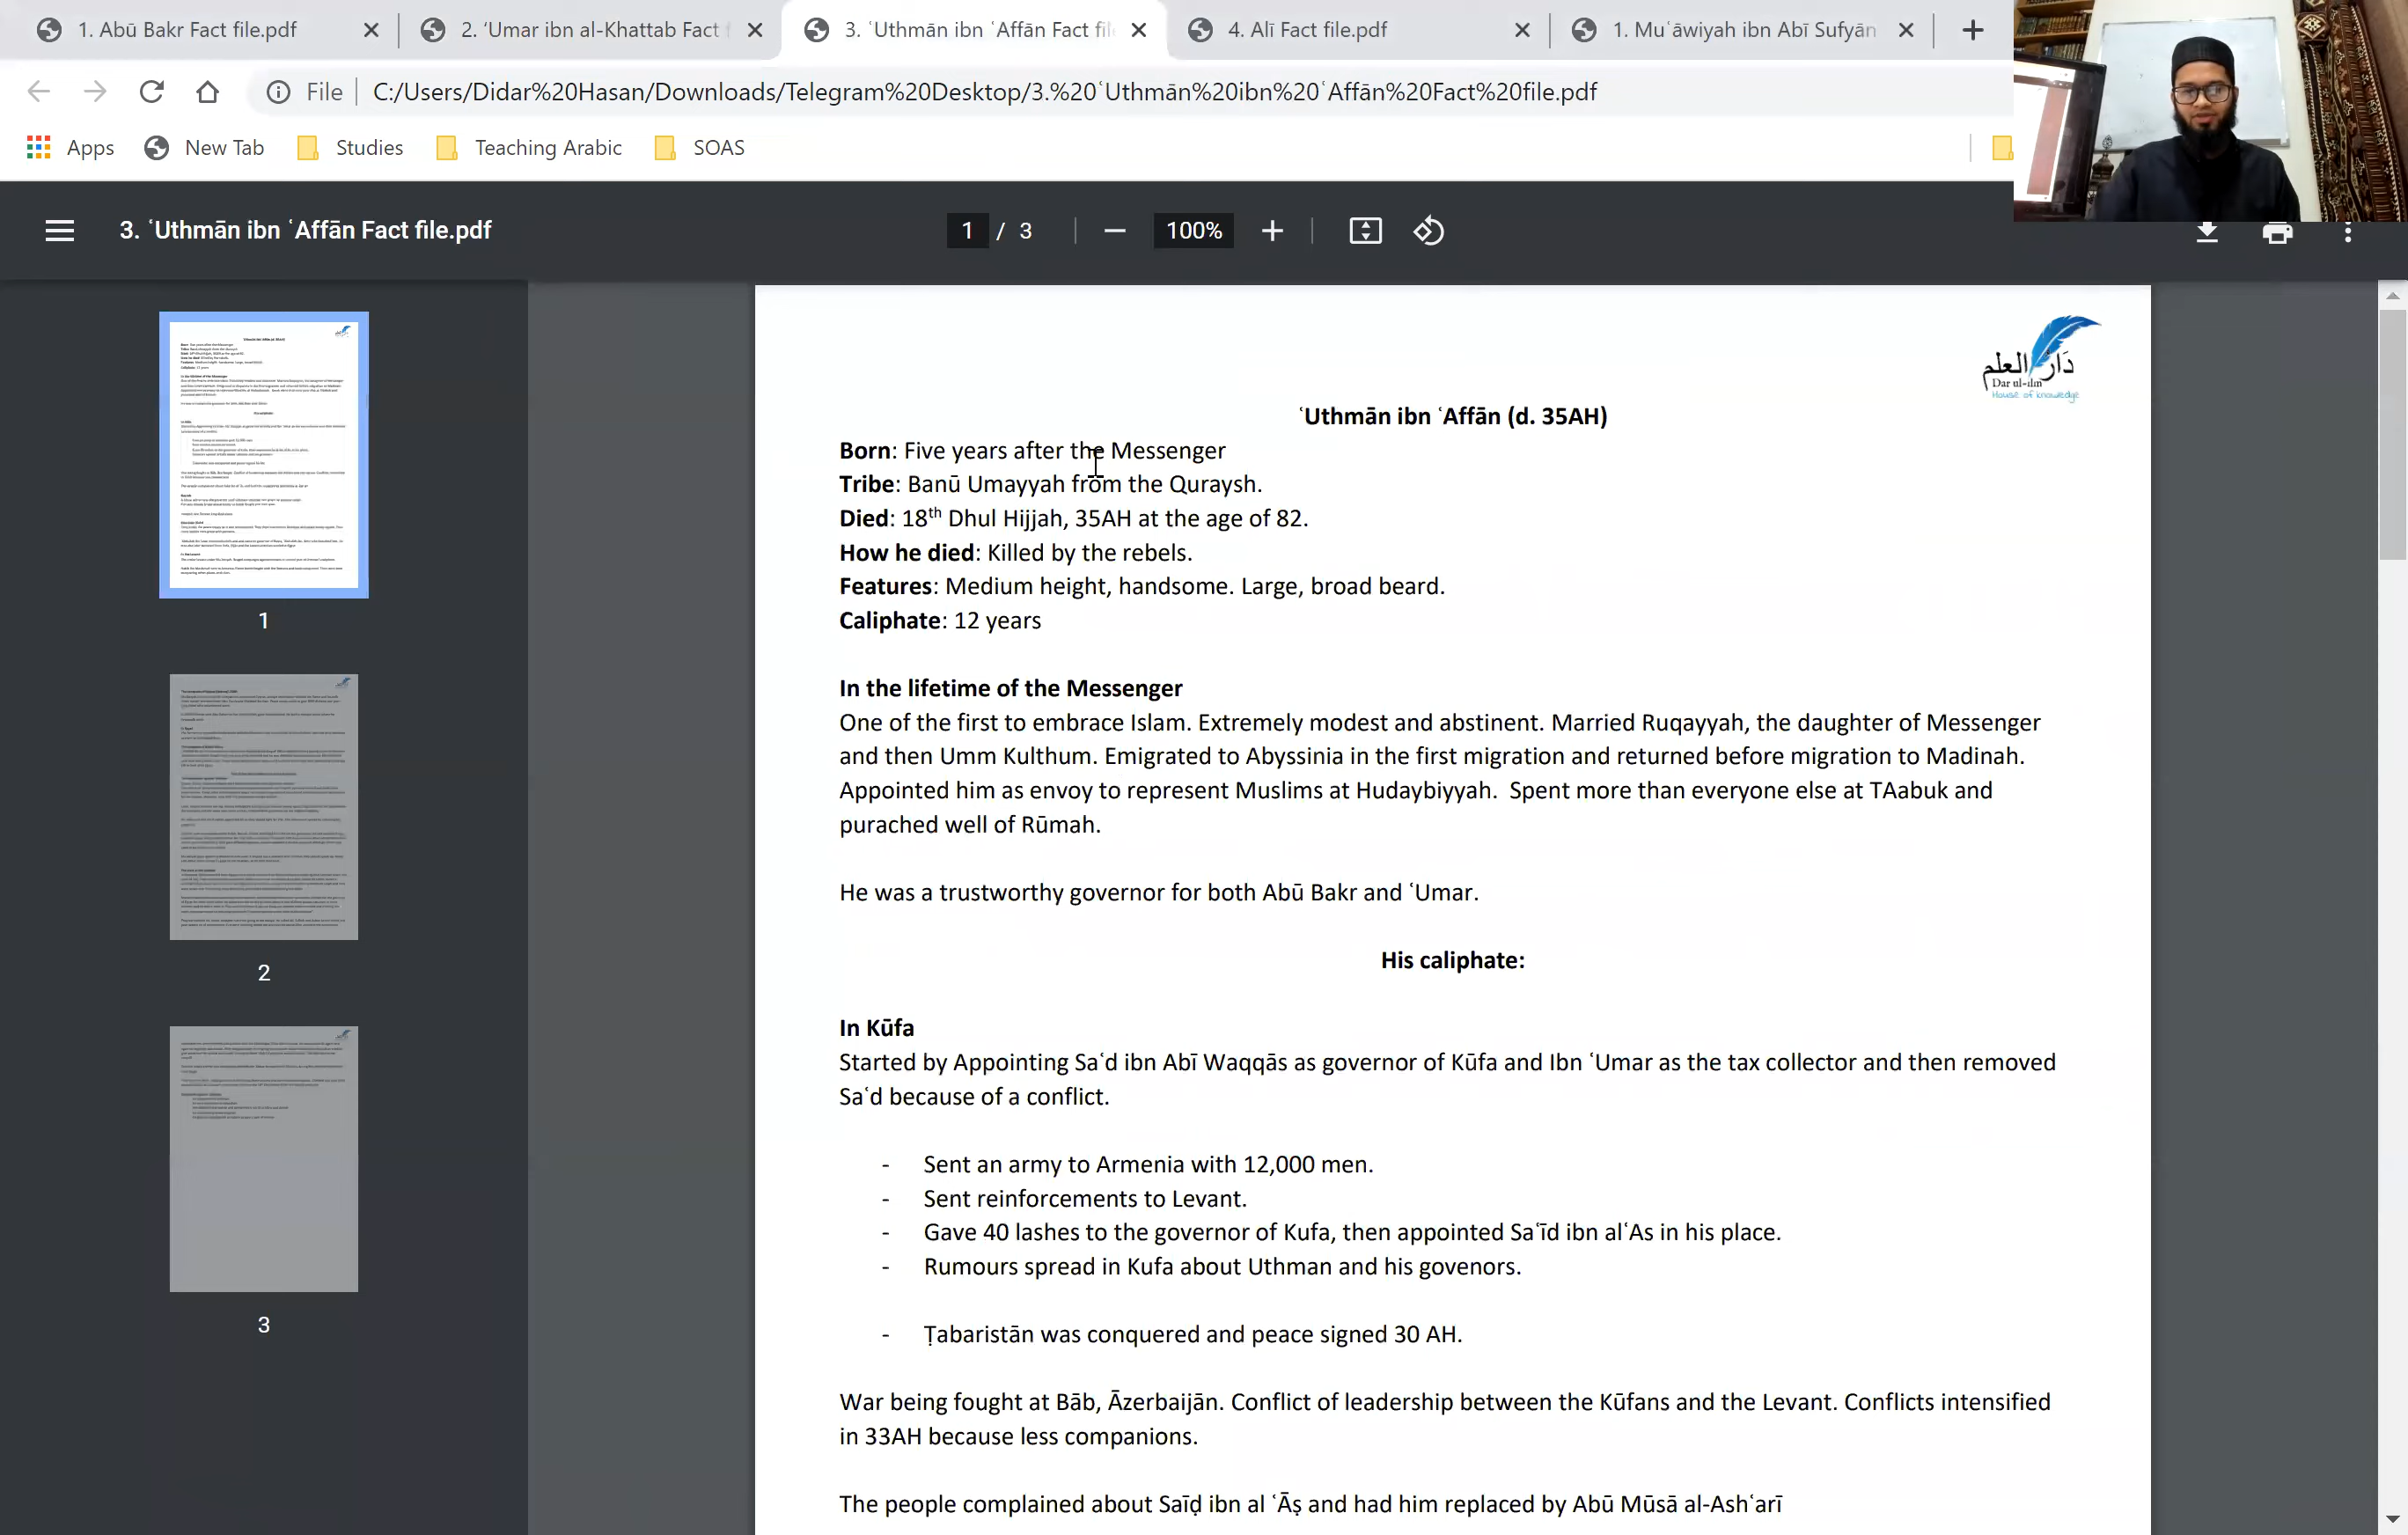 1. Abū Bakr Fact file.pdf
2. ʻUmar ibn al-Khattab Fact
3. ʿUthmān ibn ʿAffān Fact fil
4. Alī Fact file.pdf
1. Muʿāwiyah ibn Abī Sufyān
File
C:/Users/Didar%20Hasan/Downloads/Telegram%20Desktop/3.%20ʿUthmān%20ibn%20ʿAffān%20Fact%20file.pdf
Apps
New Tab
Studies
Teaching Arabic
SOAS
3. ʿUthmān ibn ʿAffān Fact file.pdf
1 / 3
100%
1
2
3
دَارُ العلم
Dar ul-ilm
House of knowledge
ʿUthmān ibn ʿAffān (d. 35AH)
Born: Five years after the Messenger
Tribe: Banū Umayyah from the Quraysh.
Died: 18th Dhul Hijjah, 35AH at the age of 82.
How he died: Killed by the rebels.
Features: Medium height, handsome. Large, broad beard.
Caliphate: 12 years
In the lifetime of the Messenger
One of the first to embrace Islam. Extremely modest and abstinent. Married Ruqayyah, the daughter of Messenger
and then Umm Kulthum. Emigrated to Abyssinia in the first migration and returned before migration to Madinah.
Appointed him as envoy to represent Muslims at Hudaybiyyah.  Spent more than everyone else at TAabuk and
purached well of Rūmah.
He was a trustworthy governor for both Abū Bakr and ʿUmar.
His caliphate:
In Kūfa
Started by Appointing Saʿd ibn Abī Waqqās as governor of Kūfa and Ibn ʿUmar as the tax collector and then removed
Saʿd because of a conflict.
- Sent an army to Armenia with 12,000 men.
- Sent reinforcements to Levant.
- Gave 40 lashes to the governor of Kufa, then appointed Saʿīd ibn alʿAs in his place.
- Rumours spread in Kufa about Uthman and his govenors.
- Ṭabaristān was conquered and peace signed 30 AH.
War being fought at Bāb, Āzerbaijān. Conflict of leadership between the Kūfans and the Levant. Conflicts intensified
in 33AH because less companions.
The people complained about Saīḍ ibn al ʿĀṣ and had him replaced by Abū Mūsā al-Ashʿarī